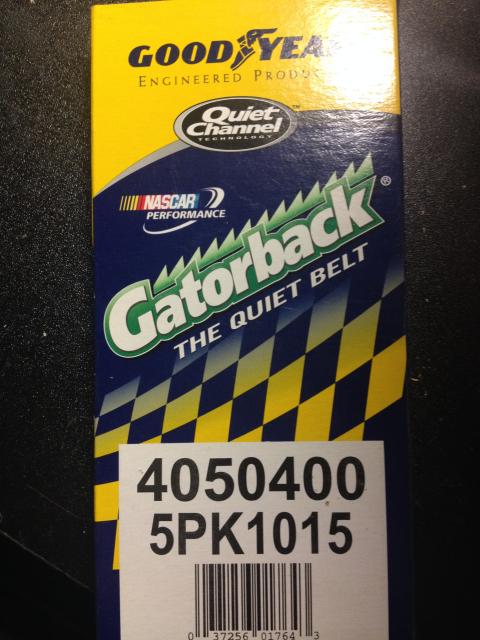 GOODYEAR
ENGINEERED PRODUC
Quiet
Channel
TECHNOLOGY
NASCAR
PERFORMANCE
Gatorback®
THE QUIET BELT
4050400
5PK1015
0 37256 01764 3